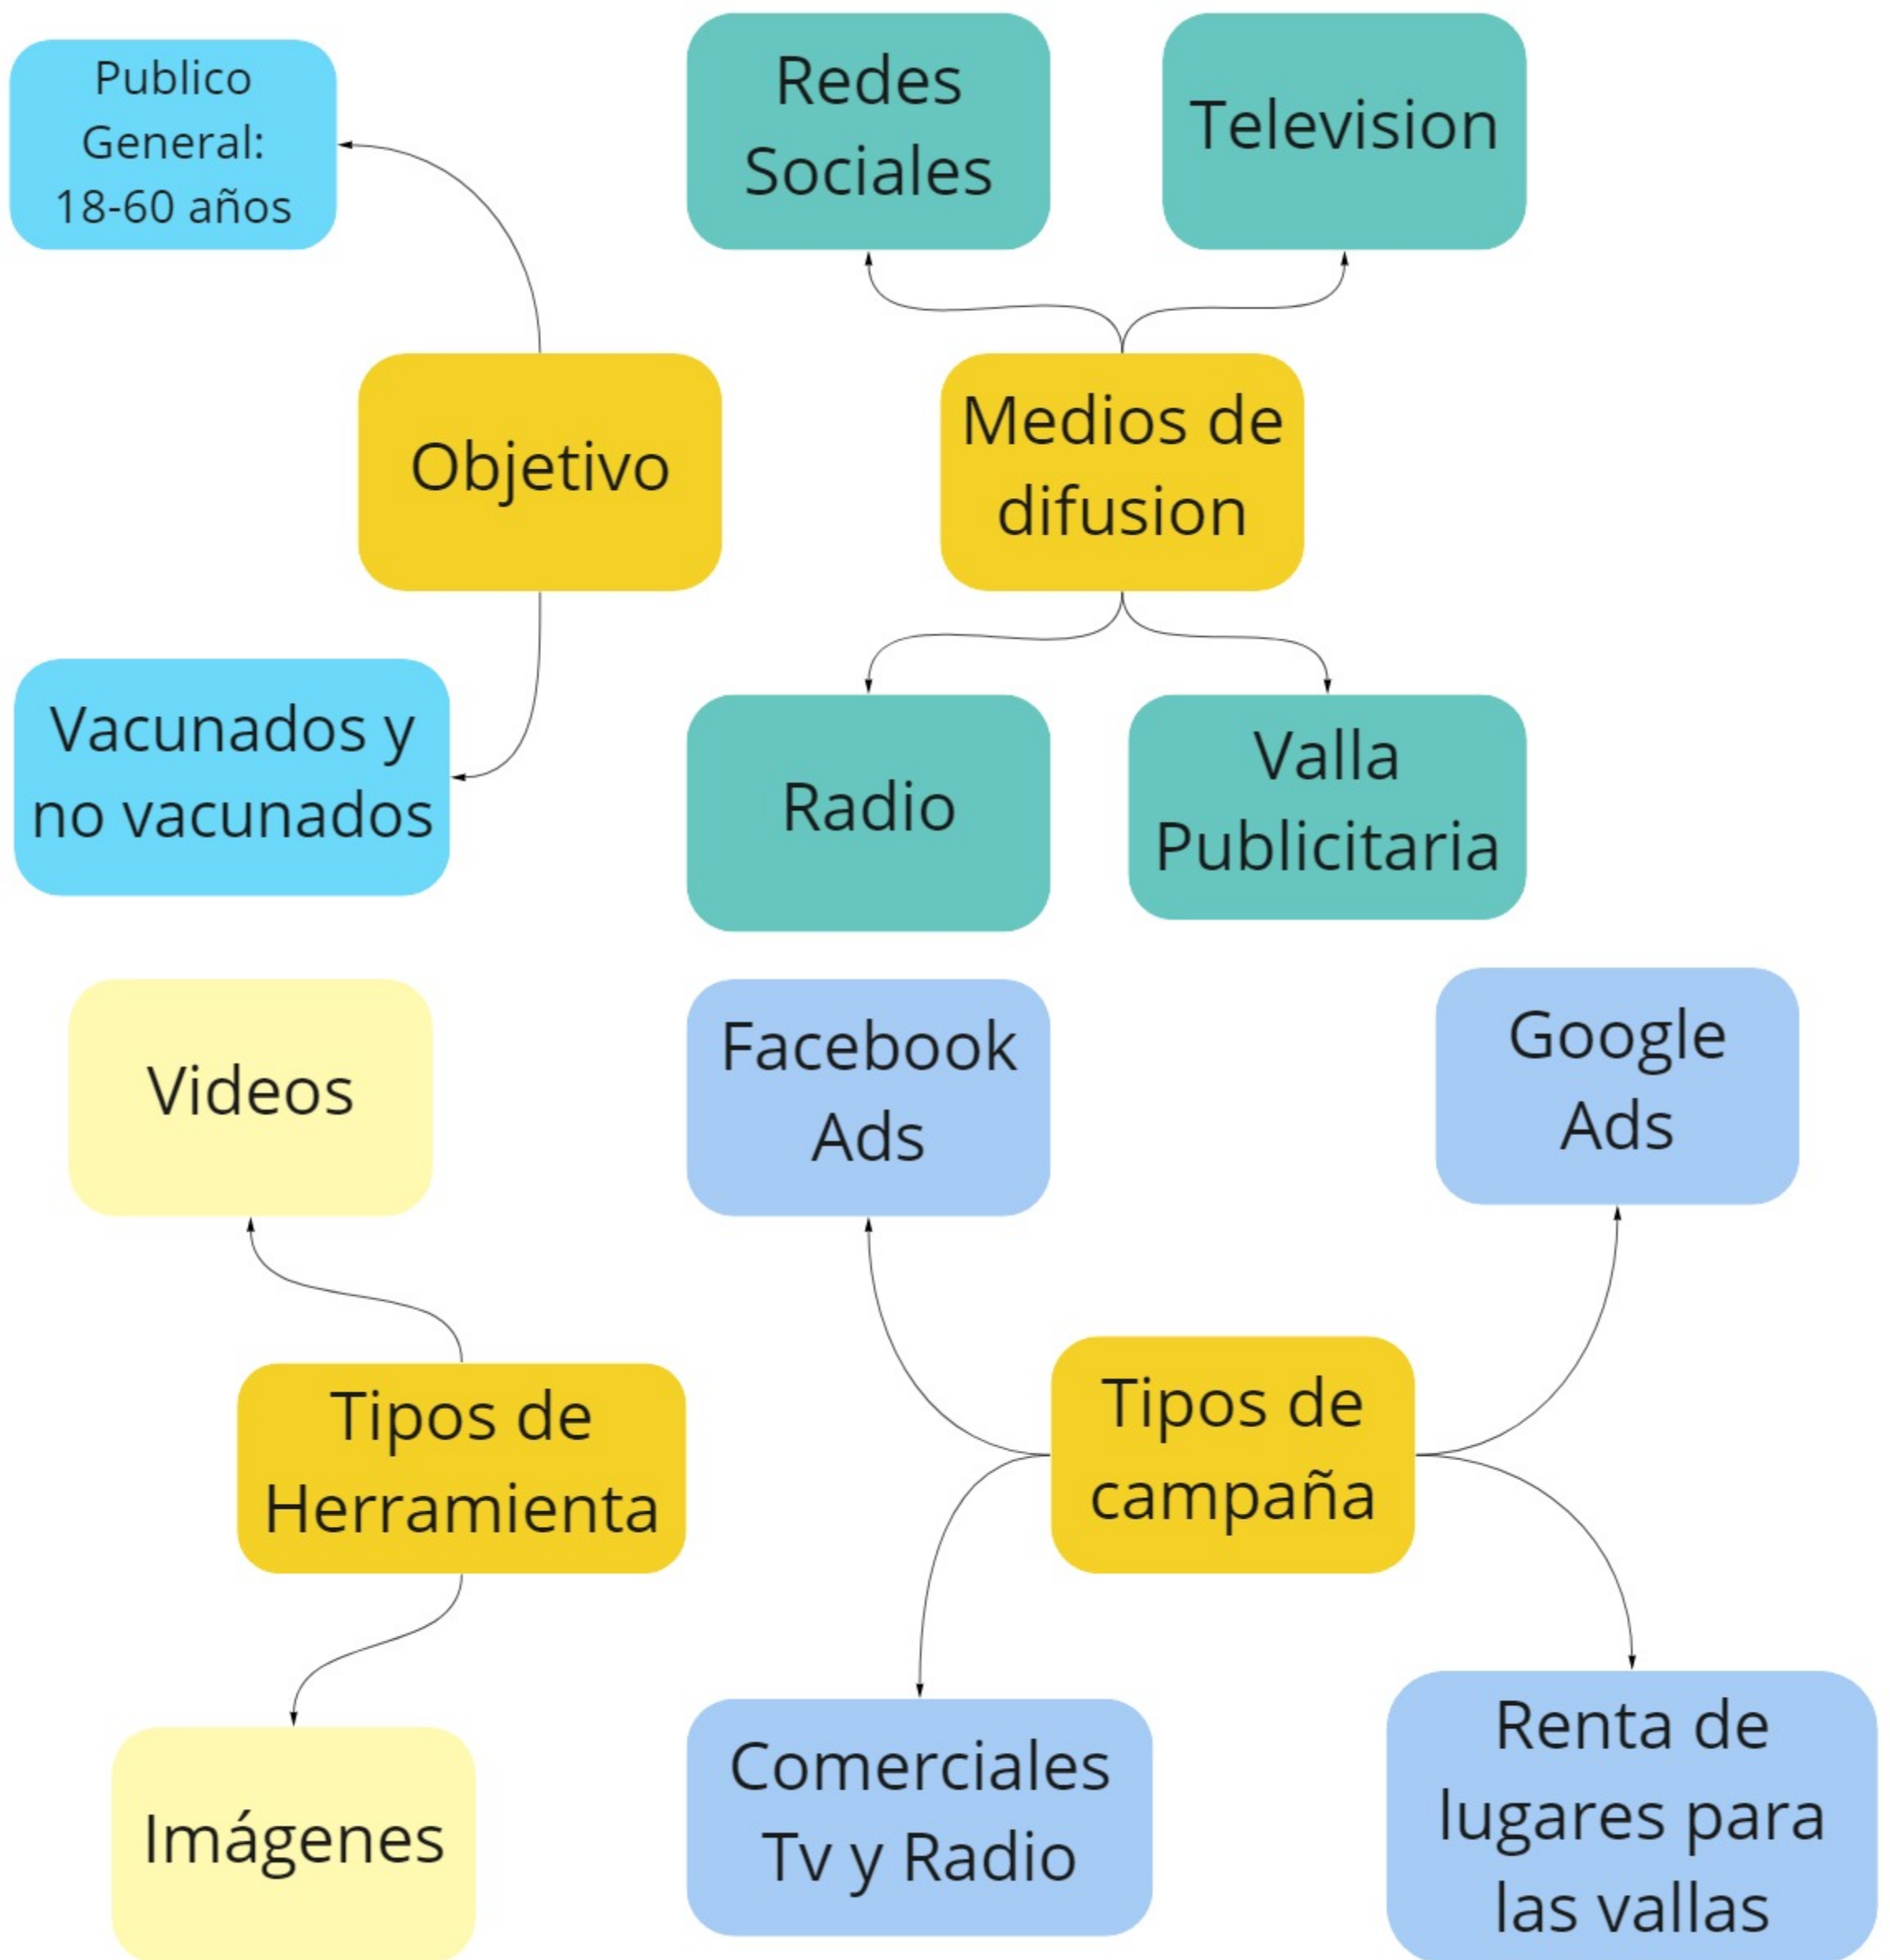 Publico
General:
18-60 años
Redes
Sociales
Television
Objetivo
Medios de
difusion
Vacunados y
no vacunados
Radio
Valla
Publicitaria
Videos
Facebook
Ads
Google
Ads
Tipos de
Herramienta
Tipos de
campaña
Imágenes
Comerciales
Tv y Radio
Renta de
lugares para
las vallas